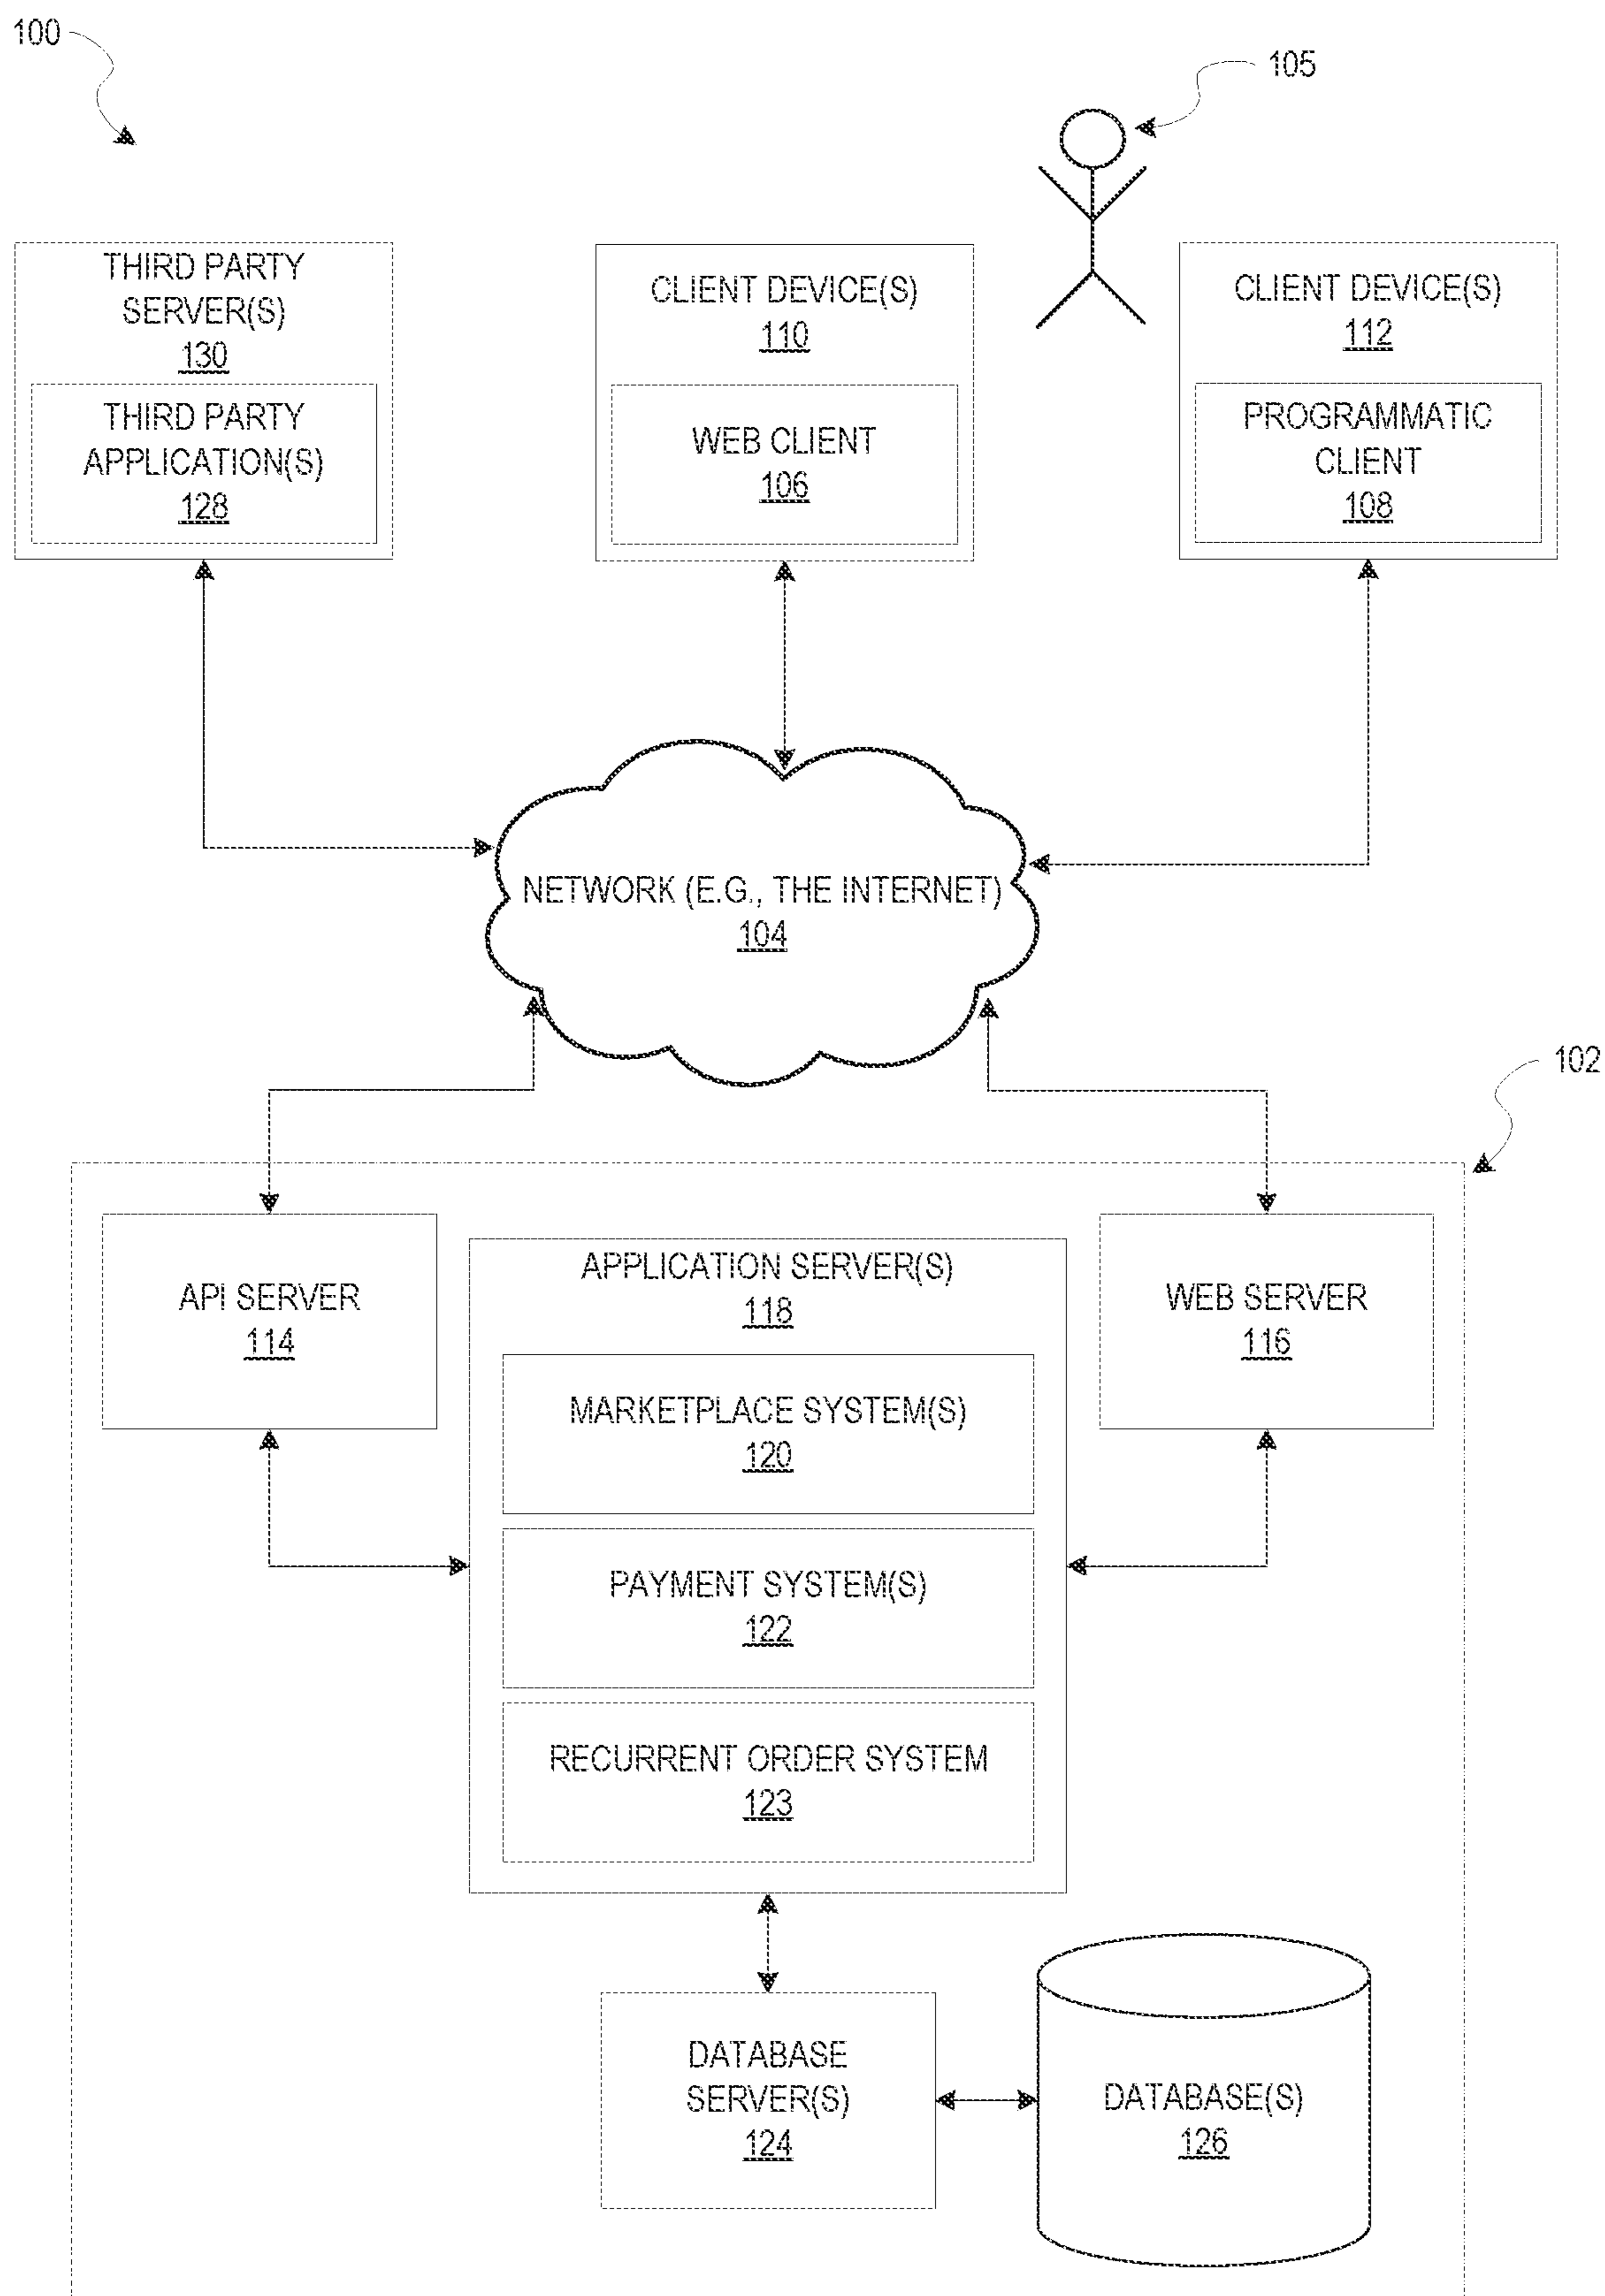 100
105
THIRD PARTY
SERVER(S)
130
THIRD PARTY
APPLICATION(S)
128
CLIENT DEVICE(S)
110
WEB CLIENT
106
CLIENT DEVICE(S)
112
PROGRAMMATIC
CLIENT
108
NETWORK (E.G., THE INTERNET)
104
102
API SERVER
114
APPLICATION SERVER(S)
118
MARKETPLACE SYSTEM(S)
120
PAYMENT SYSTEM(S)
122
RECURRENT ORDER SYSTEM
123
WEB SERVER
116
DATABASE
SERVER(S)
124
DATABASE(S)
126